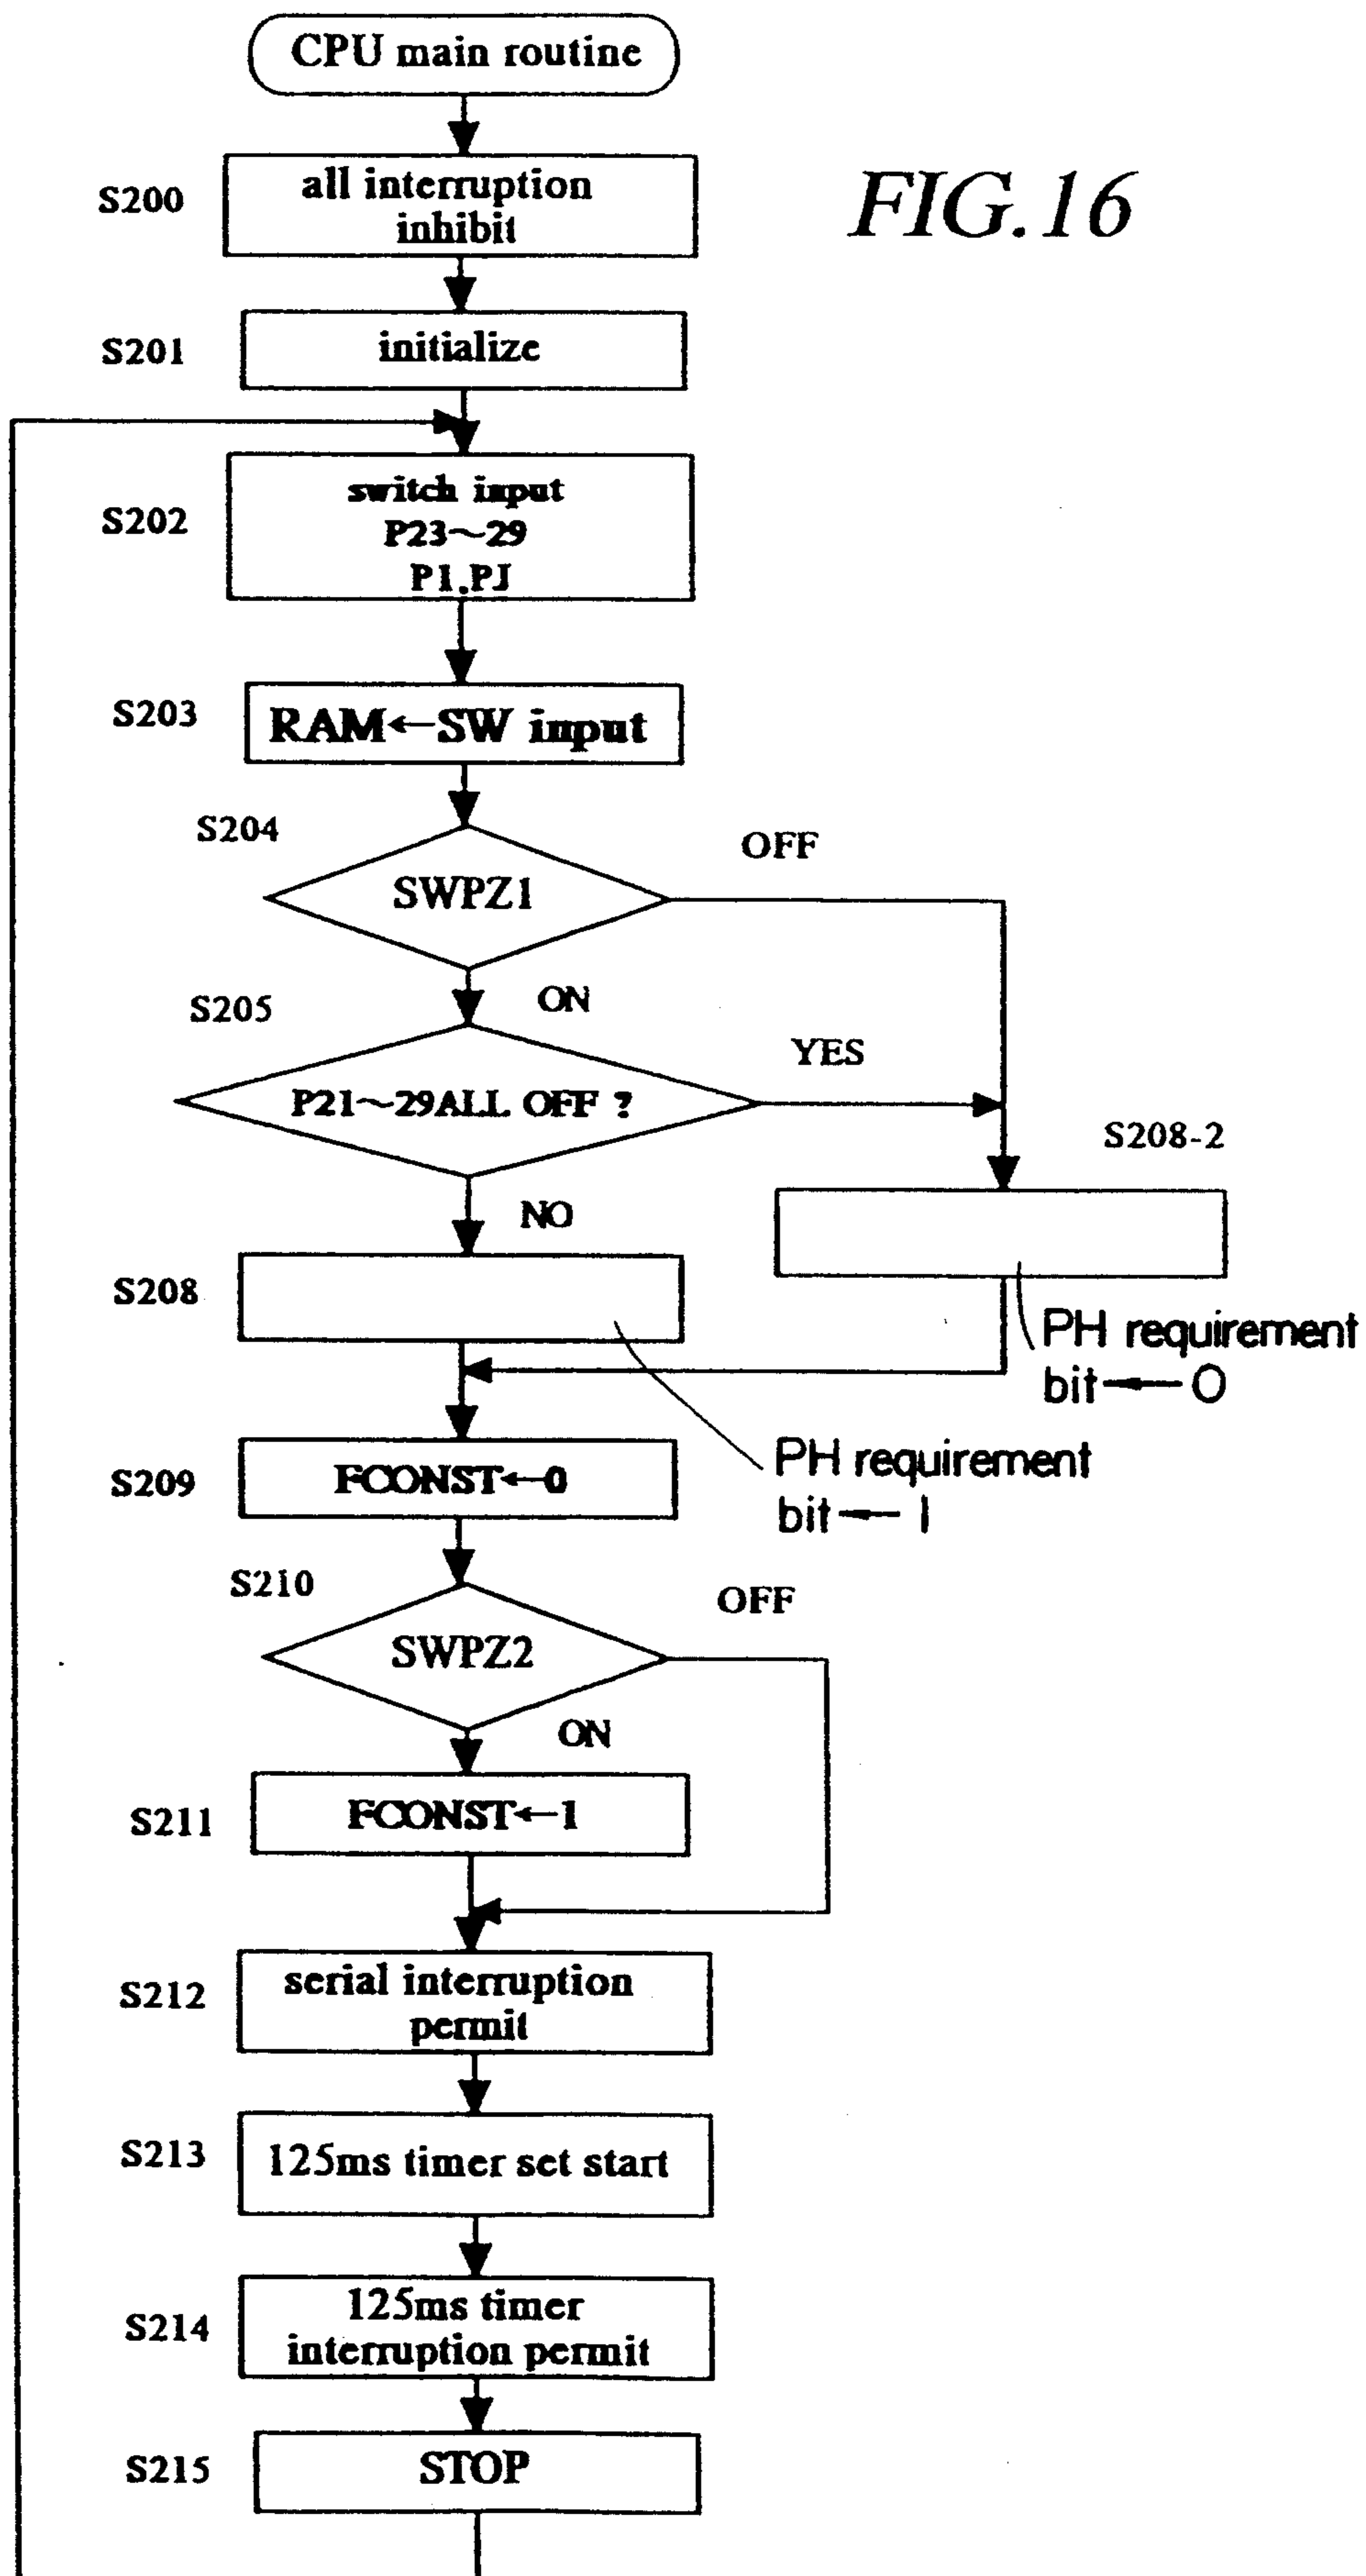 CPU main routine
FIG.16
S200
all interruption
inhibit
S201
initialize
S202
switch input
P23~29
P1.PJ
S203
RAM←SW input
S204
SWPZ1
OFF
ON
S205
P21~29ALL OFF ?
YES
NO
S208-2
PH requirement
bit←0
S208
PH requirement
bit←1
S209
FCONST←0
S210
SWPZ2
OFF
ON
S211
FCONST←1
S212
serial interruption
permit
S213
125ms timer set start
S214
125ms timer
interruption permit
S215
STOP